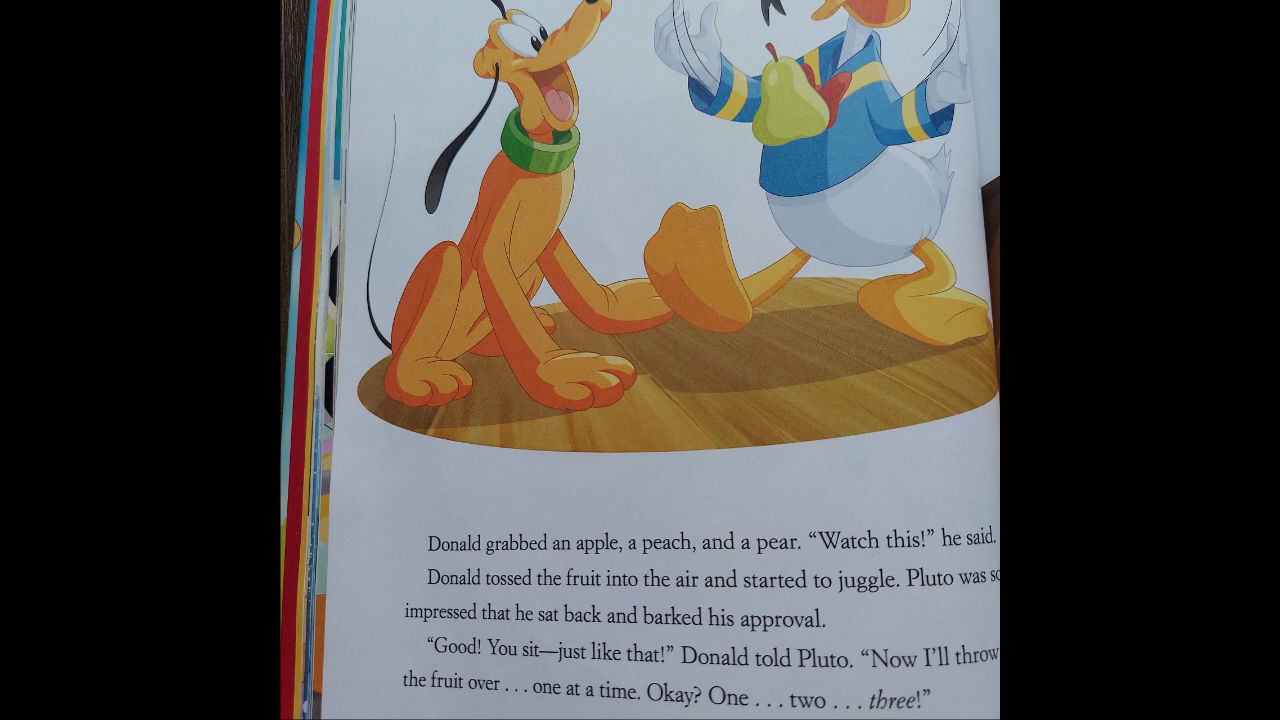 Donald grabbed an apple, a peach, and a pear. “Watch this!” he said.
Donald tossed the fruit into the air and started to juggle. Pluto was
impressed that he sat back and barked his approval.
“Good! You sit—just like that!” Donald told Pluto. “Now I’ll throw
the fruit over . . . one at a time. Okay? One . . . two . . . three!”